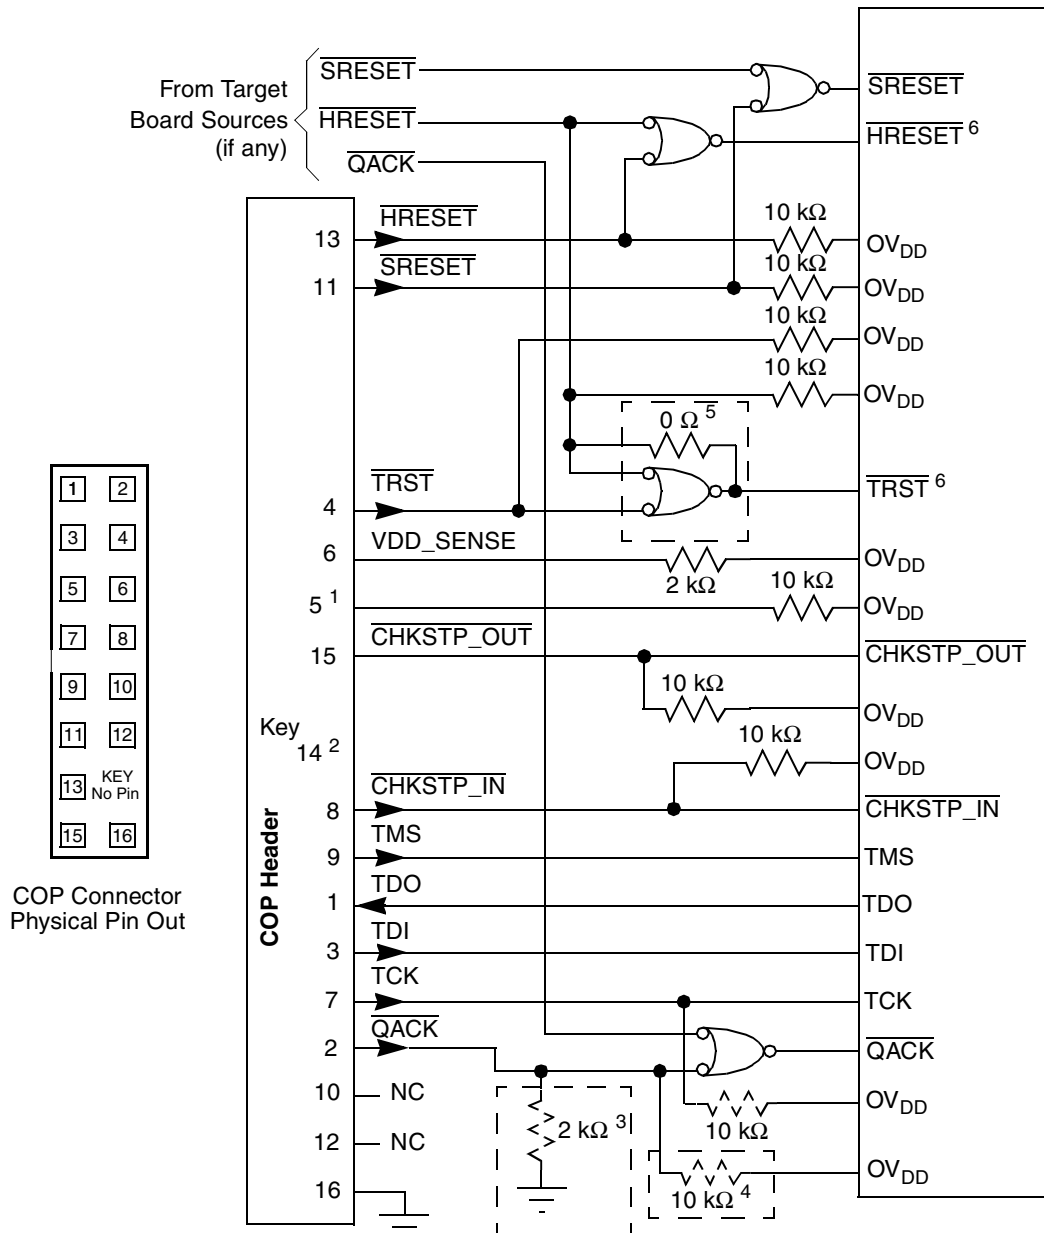 From Target
Board Sources
(if any)
SRESET
HRESET
QACK
SRESET
HRESET 6
13 HRESET 10 kΩ OVDD
11 SRESET 10 kΩ OVDD
10 kΩ OVDD
10 kΩ OVDD
0 Ω 5
4 TRST TRST 6
6 VDD_SENSE 2 kΩ OVDD
5 1 10 kΩ OVDD
15 CHKSTP_OUT CHKSTP_OUT
10 kΩ OVDD
Key
14 2
10 kΩ OVDD
8 CHKSTP_IN CHKSTP_IN
9 TMS TMS
1 TDO TDO
3 TDI TDI
7 TCK TCK
2 QACK QACK
10 NC
10 kΩ OVDD
12 NC
2 kΩ 3
10 kΩ 4 OVDD
16
COP Header
1 2
3 4
5 6
7 8
9 10
11 12
13 KEY
No Pin
15 16
COP Connector
Physical Pin Out